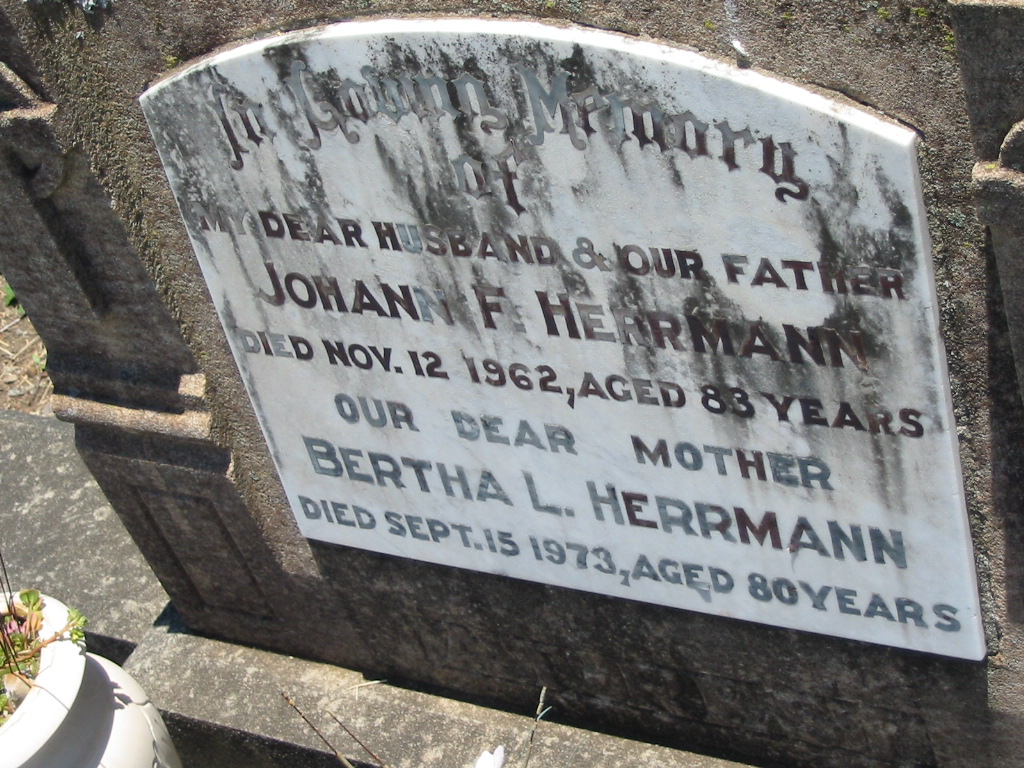 In Loving Memory
of
MY DEAR HUSBAND & OUR FATHER
JOHANN F. HERRMANN
DIED NOV. 12 1962, AGED 83 YEARS
OUR DEAR MOTHER
BERTHA L. HERRMANN
DIED SEPT. 15 1973, AGED 80 YEARS